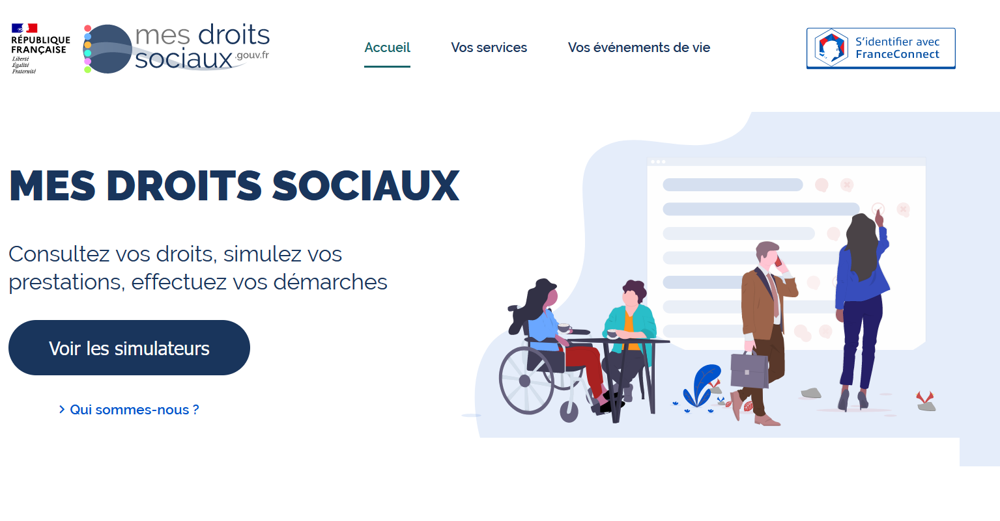 RÉPUBLIQUE
FRANÇAISE
Liberté
Égalité
Fraternité
mes droits
sociaux .gouv.fr
Accueil
Vos services
Vos événements de vie
S'identifier avec
FranceConnect
MES DROITS SOCIAUX
Consultez vos droits, simulez vos
prestations, effectuez vos démarches
Voir les simulateurs
Qui sommes-nous ?